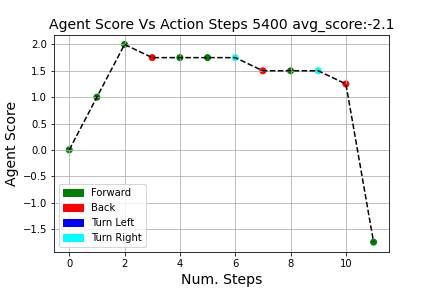 Agent Score Vs Action Steps 5400 avg_score:-2.1
Agent Score
2.0
1.5
1.0
0.5
0.0
−0.5
−1.0
−1.5
Forward
Back
Turn Left
Turn Right
0 2 4 6 8 10
Num. Steps